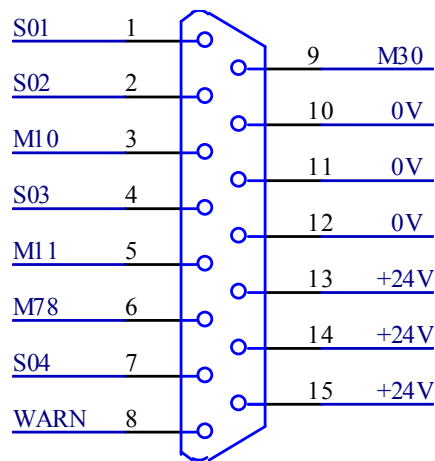 S01 1
9 M30
S02 2
10 0V
M10 3
11 0V
S03 4
12 0V
M11 5
13 +24V
M78 6
14 +24V
S04 7
15 +24V
WARN 8